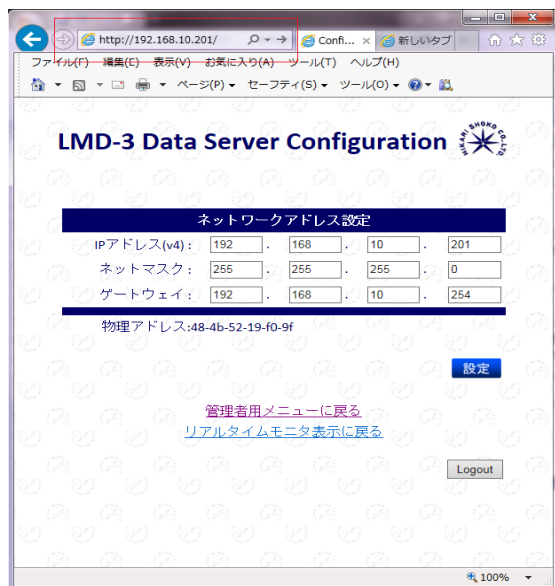 http://192.168.10.201/
Confi...
新しいタブ
ファイル(F) 編集(E) 表示(V) お気に入り(A) ツール(T) ヘルプ(H)
ページ(P) セーフティ(S) ツール(O)
LMD-3 Data Server Configuration
HIKARI SHOKO CO.,LTD
ネットワークアドレス設定
IPアドレス(v4): 192 . 168 . 10 . 201
ネットマスク: 255 . 255 . 255 . 0
ゲートウェイ: 192 . 168 . 10 . 254
物理アドレス:48-4b-52-19-f0-9f
設定
管理者用メニューに戻る
リアルタイムモニタ表示に戻る
Logout
100%